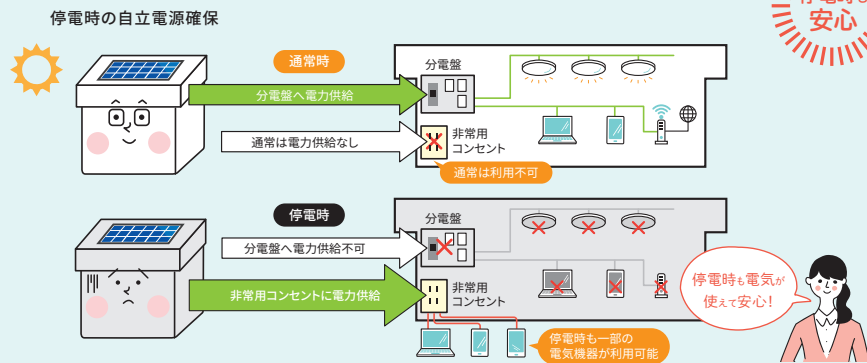 停電時の自立電源確保
安心
通常時
分電盤
分電盤へ電力供給
通常は電力供給なし
非常用
コンセント
通常は利用不可
停電時
分電盤
分電盤へ電力供給不可
非常用コンセントに電力供給
非常用
コンセント
停電時も一部の
電気機器が利用可能
停電時も電気が
使えて安心!